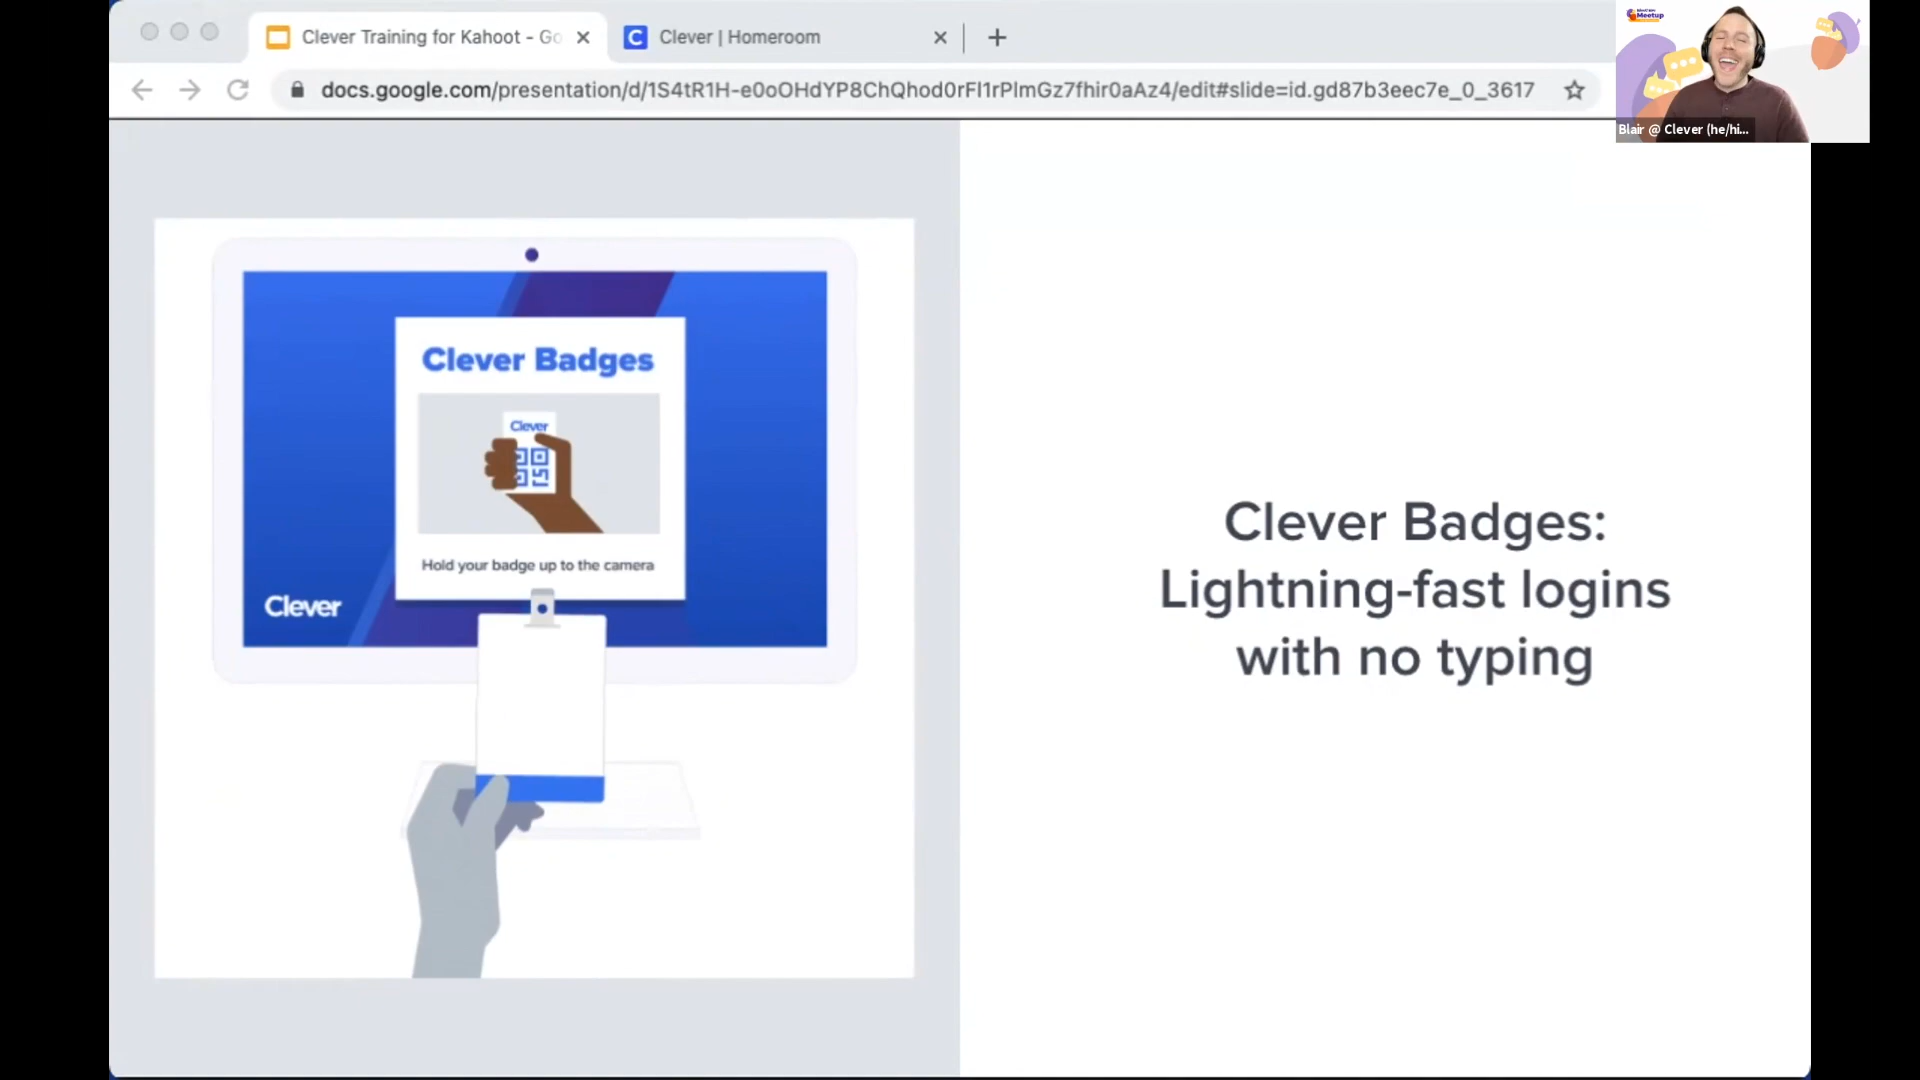 Clever Training for Kahoot - Go
Clever | Homeroom
docs.google.com/presentation/d/1S4tR1H-e0oOHdYP8ChQhod0rFl1rPlmGz7fhir0aAz4/edit#slide=id.gd87b3eec7e_0_3617
Meetup
Blair @ Clever (he/hi...
Clever Badges
Clever
Hold your badge up to the camera
Clever
Clever Badges:
Lightning-fast logins
with no typing